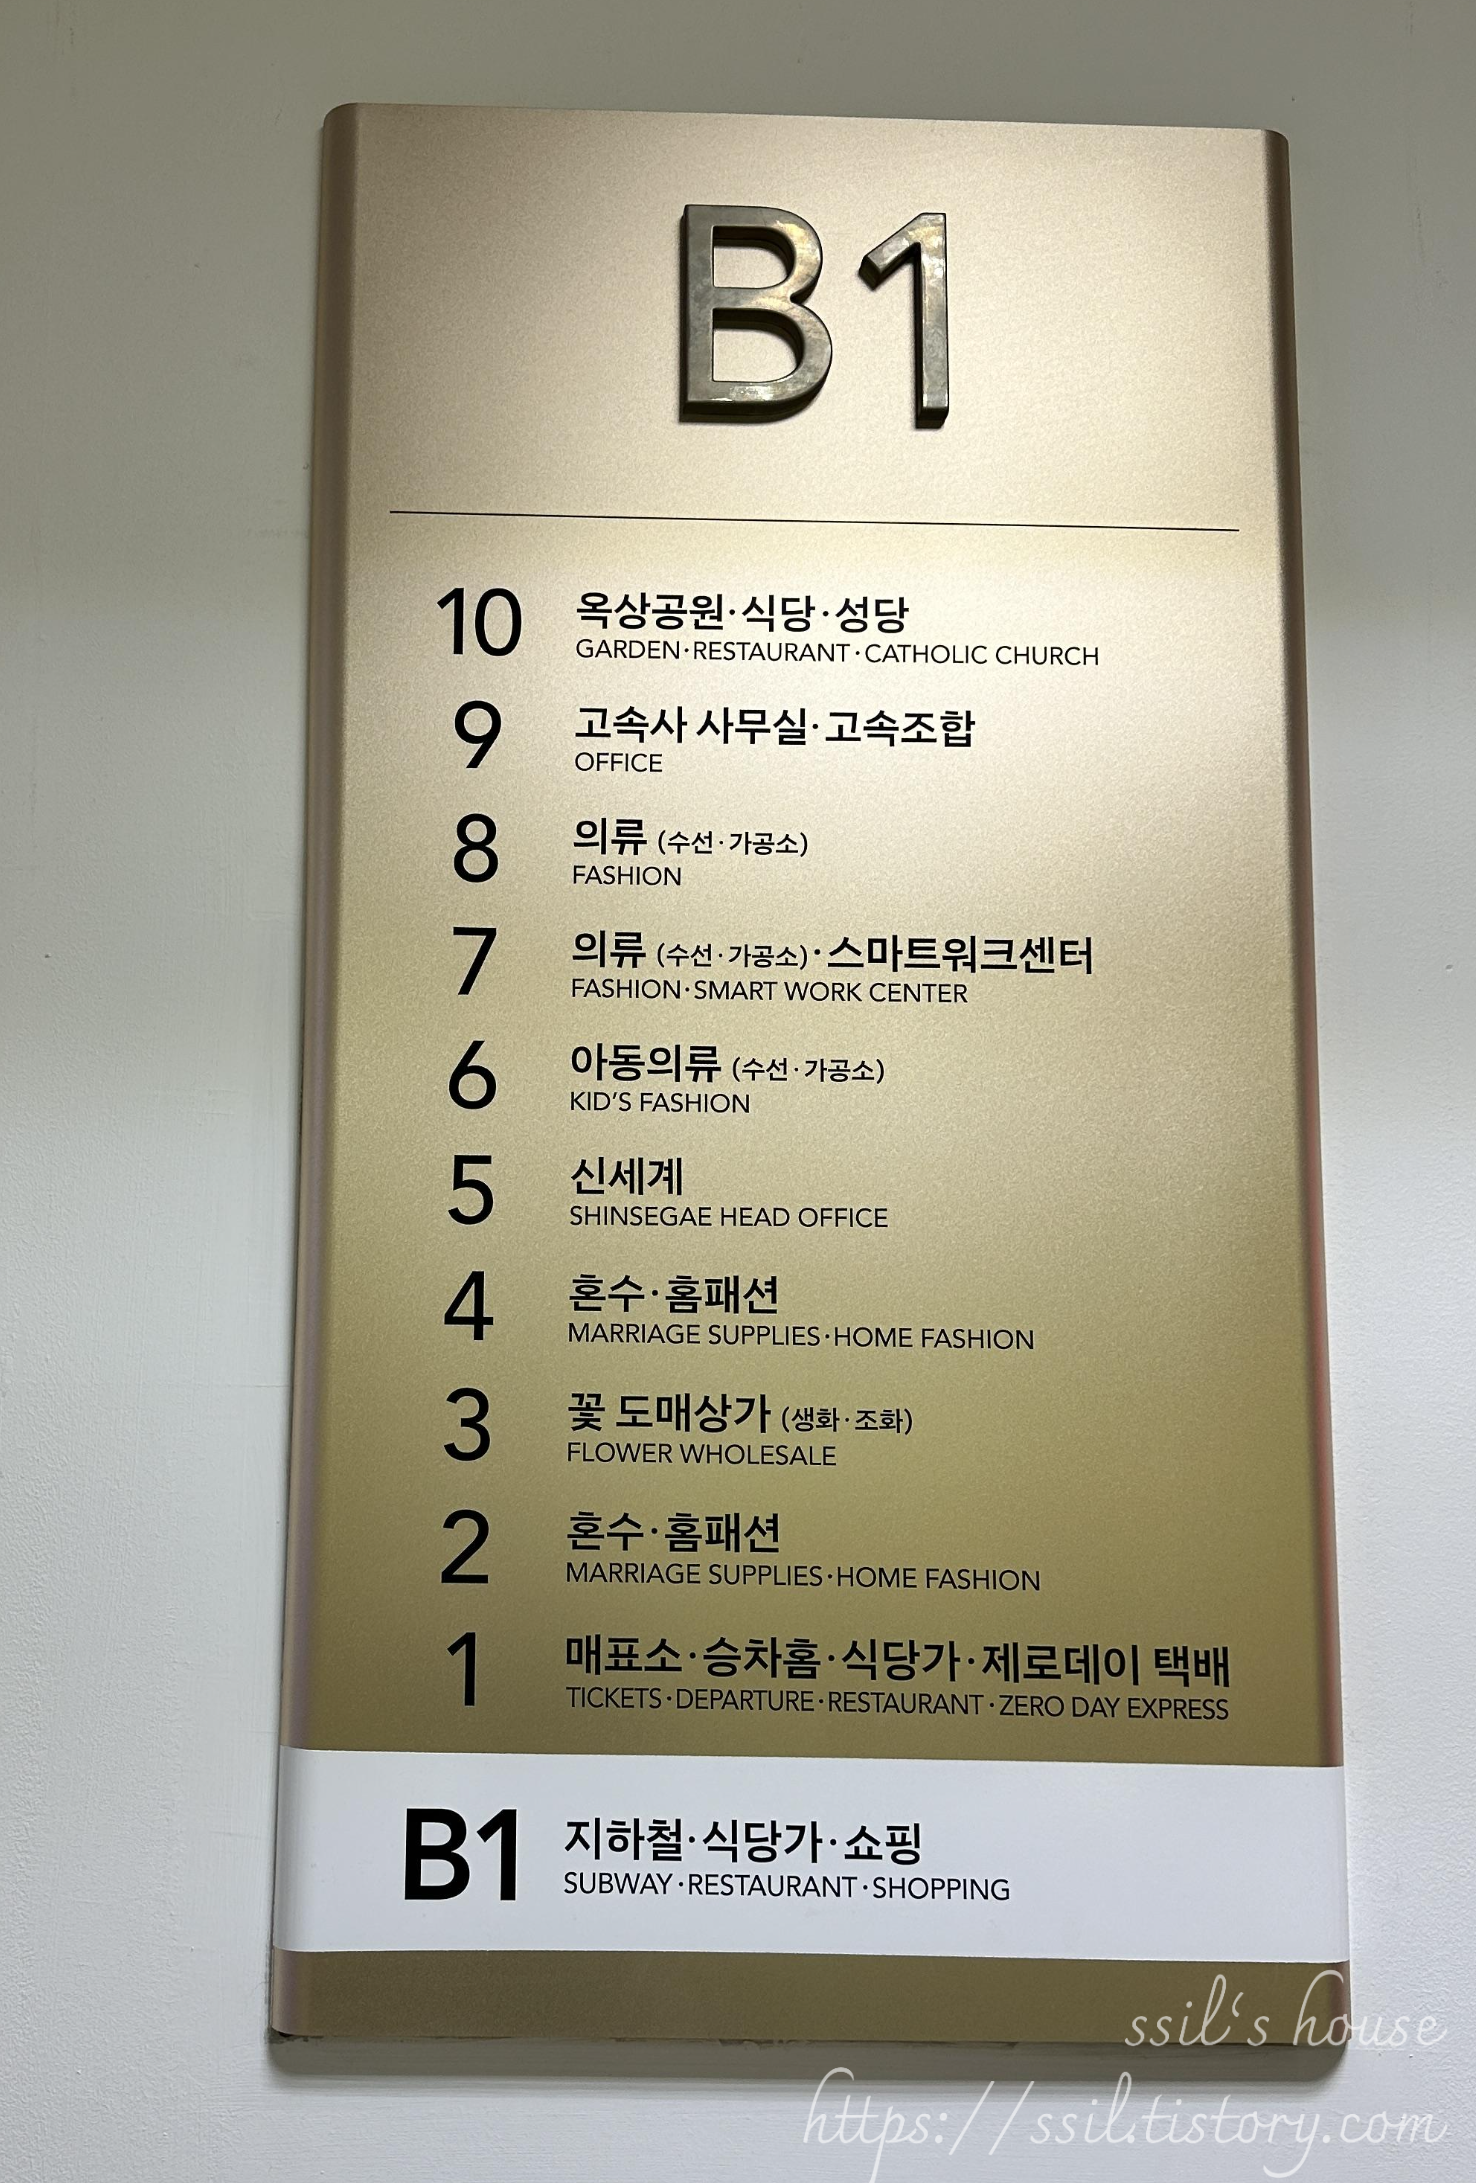 B1
10 옥상공원·식당·성당
GARDEN·RESTAURANT·CATHOLIC CHURCH
9 고속사 사무실·고속조합
OFFICE
8 의류 (수선·가공소)
FASHION
7 의류 (수선·가공소)·스마트워크센터
FASHION·SMART WORK CENTER
6 아동의류 (수선·가공소)
KID'S FASHION
5 신세계
SHINSEGAE HEAD OFFICE
4 혼수·홈패션
MARRIAGE SUPPLIES·HOME FASHION
3 꽃 도매상가 (생화·조화)
FLOWER WHOLESALE
2 혼수·홈패션
MARRIAGE SUPPLIES·HOME FASHION
1 매표소·승차홈·식당가·제로데이 택배
TICKETS·DEPARTURE·RESTAURANT·ZERO DAY EXPRESS
B1 지하철·식당가·쇼핑
SUBWAY·RESTAURANT·SHOPPING
ssil's house
https://ssil.tistory.com